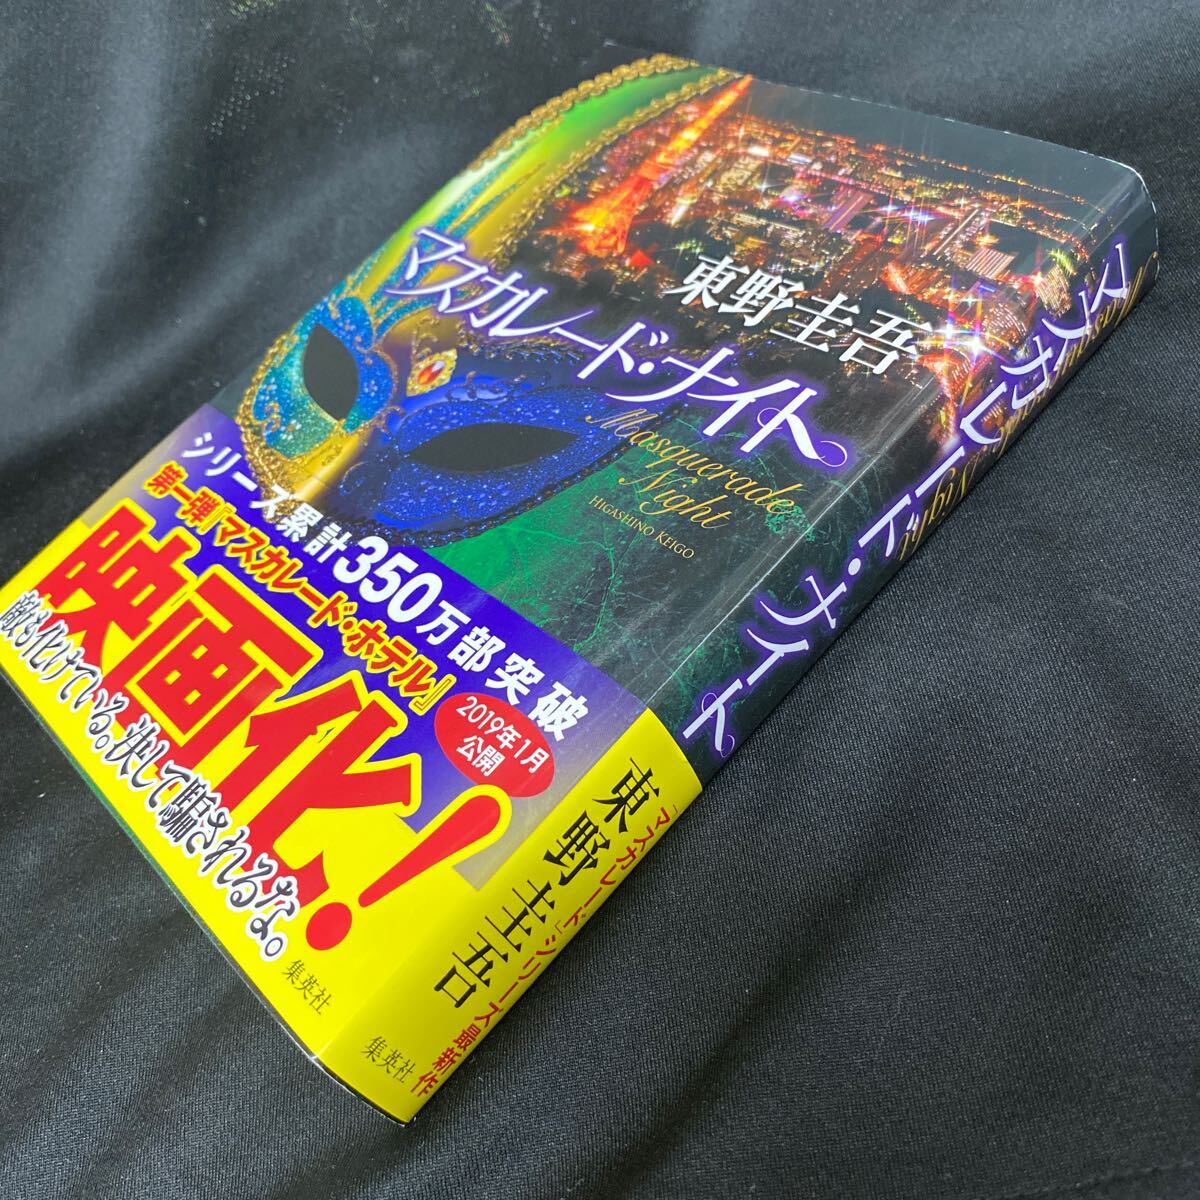 東野圭吾
マスカレード・ナイト
Masquerade
Night
HIGASHINO KEIGO
シリーズ累計350万部突破
第一弾『マスカレード・ホテル』
映画化!
2019年1月
公開
敵も化けている。決して騙されるな。
集英社
マスカレード・ナイト
Night
「マスカレード」シリーズ最新作
東野圭吾
集英社